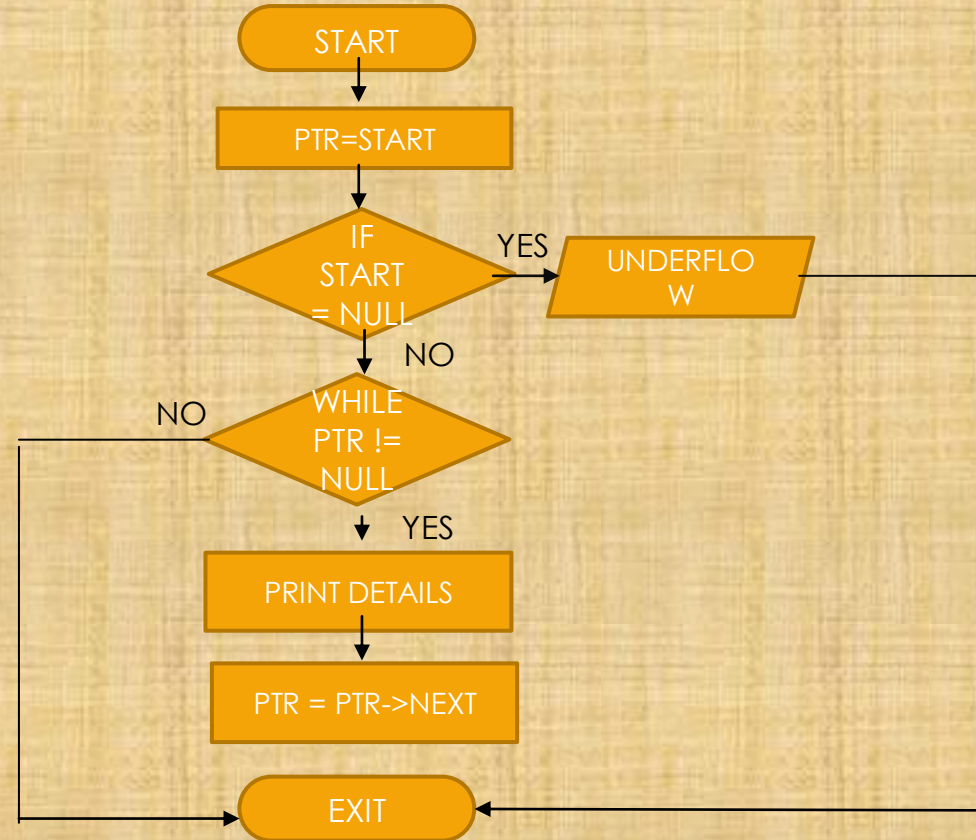 START
PTR=START
IF
START
= NULL
YES
UNDERFLO
W
NO
WHILE
PTR !=
NULL
NO
YES
PRINT DETAILS
PTR = PTR->NEXT
EXIT